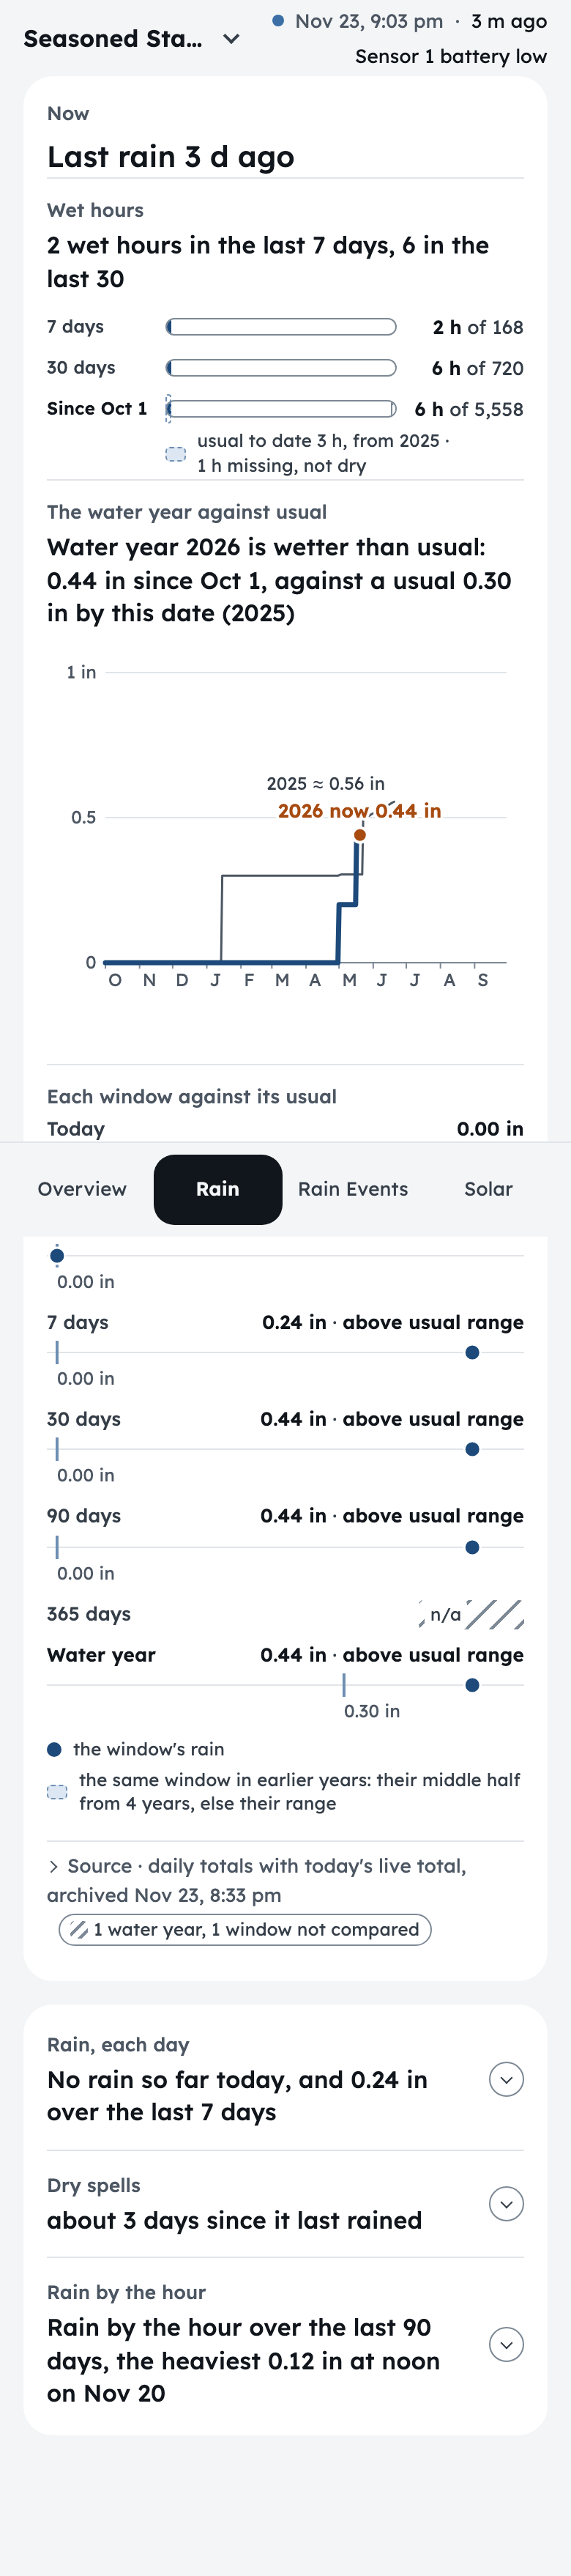 Seasoned Sta...
Nov 23, 9:03 pm · 3 m ago
Sensor 1 battery low
Now
Last rain 3 d ago
Wet hours
2 wet hours in the last 7 days, 6 in the
last 30
7 days 2 h of 168
30 days 6 h of 720
Since Oct 1 6 h of 5,558
usual to date 3 h, from 2025 ·
1 h missing, not dry
The water year against usual
Water year 2026 is wetter than usual:
0.44 in since Oct 1, against a usual 0.30
in by this date (2025)
1 in
2025 ≈ 0.56 in
2026 now 0.44 in
0.5
0
O N D J F M A M J J A S
Each window against its usual
Today 0.00 in
Overview Rain Rain Events Solar
0.00 in
7 days 0.24 in · above usual range
0.00 in
30 days 0.44 in · above usual range
0.00 in
90 days 0.44 in · above usual range
0.00 in
365 days n/a
Water year 0.44 in · above usual range
0.30 in
the window's rain
the same window in earlier years: their middle half
from 4 years, else their range
Source · daily totals with today's live total,
archived Nov 23, 8:33 pm
1 water year, 1 window not compared
Rain, each day
No rain so far today, and 0.24 in
over the last 7 days
Dry spells
about 3 days since it last rained
Rain by the hour
Rain by the hour over the last 90
days, the heaviest 0.12 in at noon
on Nov 20